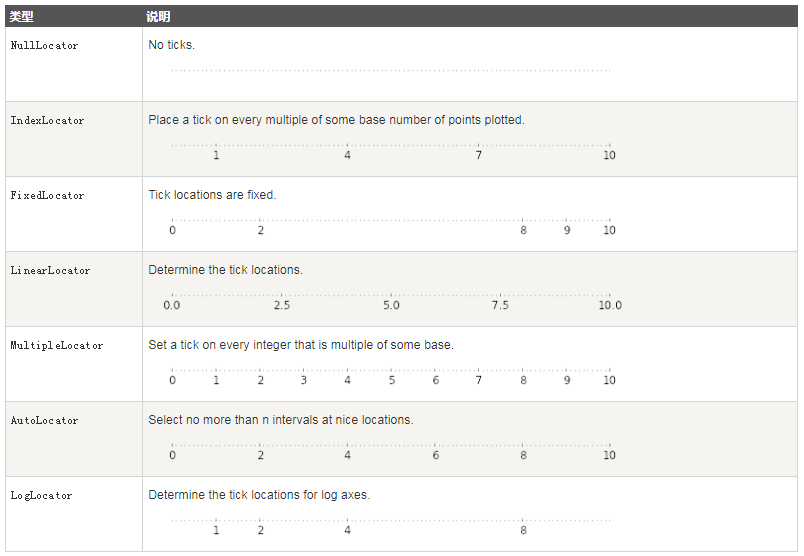 类型 说明
NullLocator No ticks.
IndexLocator Place a tick on every multiple of some base number of points plotted.
1 4 7 10
FixedLocator Tick locations are fixed.
0 2 8 9 10
LinearLocator Determine the tick locations.
0.0 2.5 5.0 7.5 10.0
MultipleLocator Set a tick on every integer that is multiple of some base.
0 1 2 3 4 5 6 7 8 9 10
AutoLocator Select no more than n intervals at nice locations.
0 2 4 6 8 10
LogLocator Determine the tick locations for log axes.
1 2 4 8